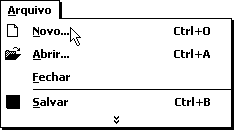 Arquivo
Novo... Ctrl+O
Abrir... Ctrl+A
Fechar
Salvar Ctrl+B